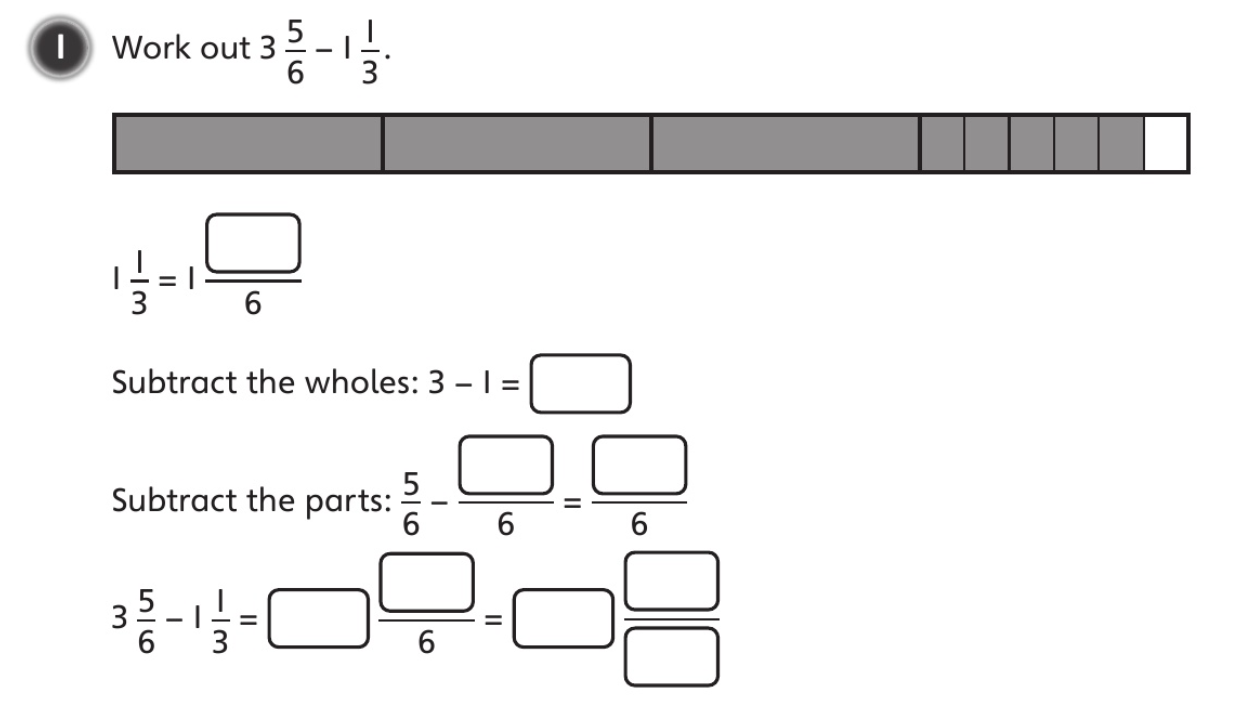 1 Work out 3 5/6 – 1 1/3.
1 1/3 = 1 □/6
Subtract the wholes: 3 – 1 = □
Subtract the parts: 5/6 – □/6 = □/6
3 5/6 – 1 1/3 = □ □/6 = □ □/□